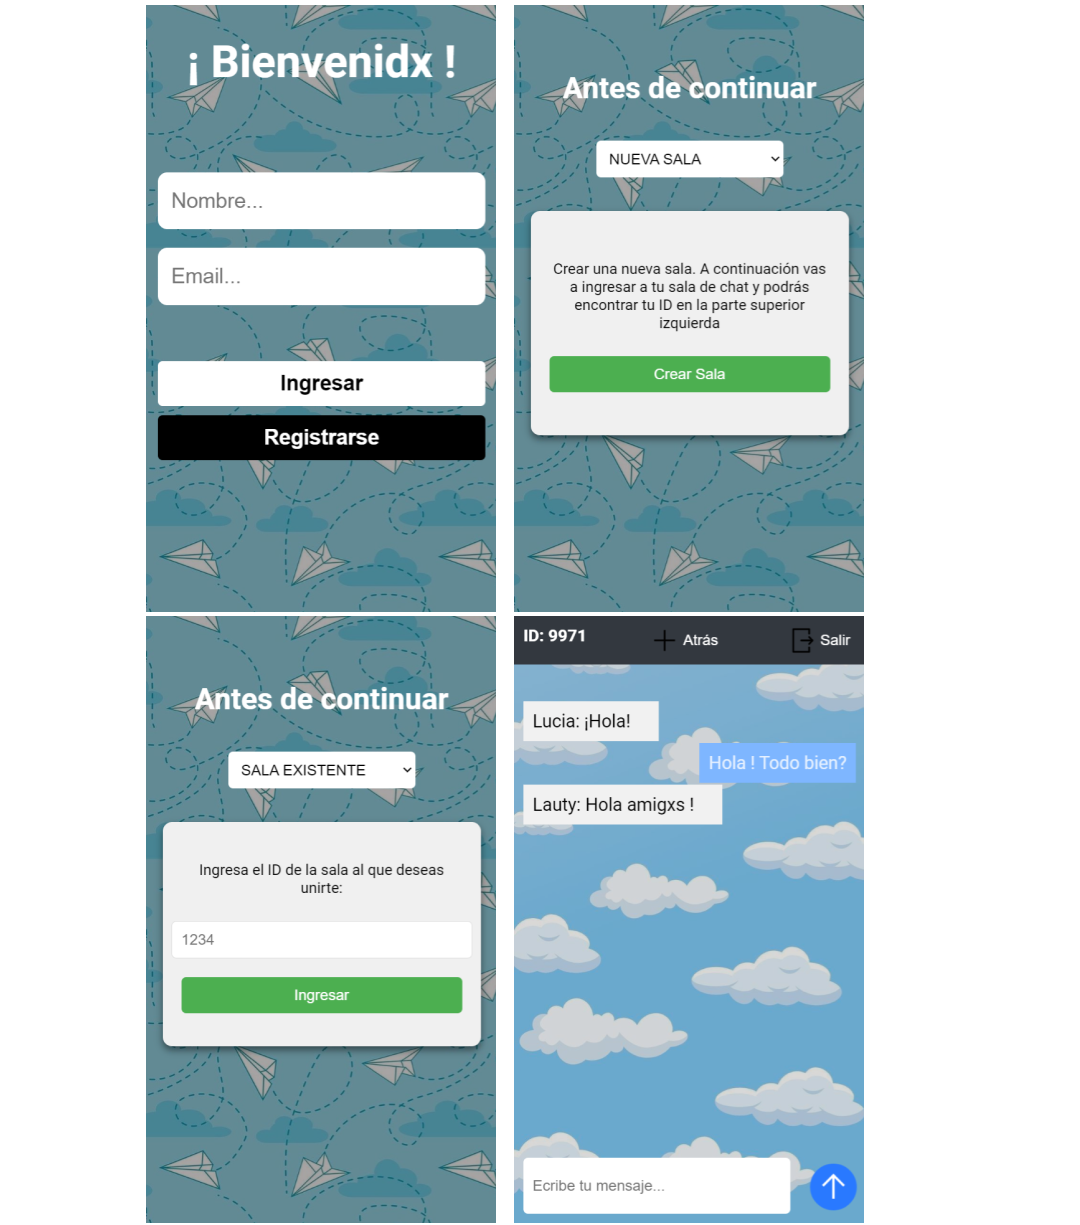 ¡ Bienvenidx !
Nombre...
Email...
Ingresar
Registrarse
Antes de continuar
NUEVA SALA
Crear una nueva sala. A continuación vas
a ingresar a tu sala de chat y podrás
encontrar tu ID en la parte superior
izquierda
Crear Sala
Antes de continuar
SALA EXISTENTE
Ingresa el ID de la sala al que deseas
unirte:
1234
Ingresar
ID: 9971
Atrás
Salir
Lucia: ¡Hola!
Hola ! Todo bien?
Lauty: Hola amigxs !
Ecribe tu mensaje...